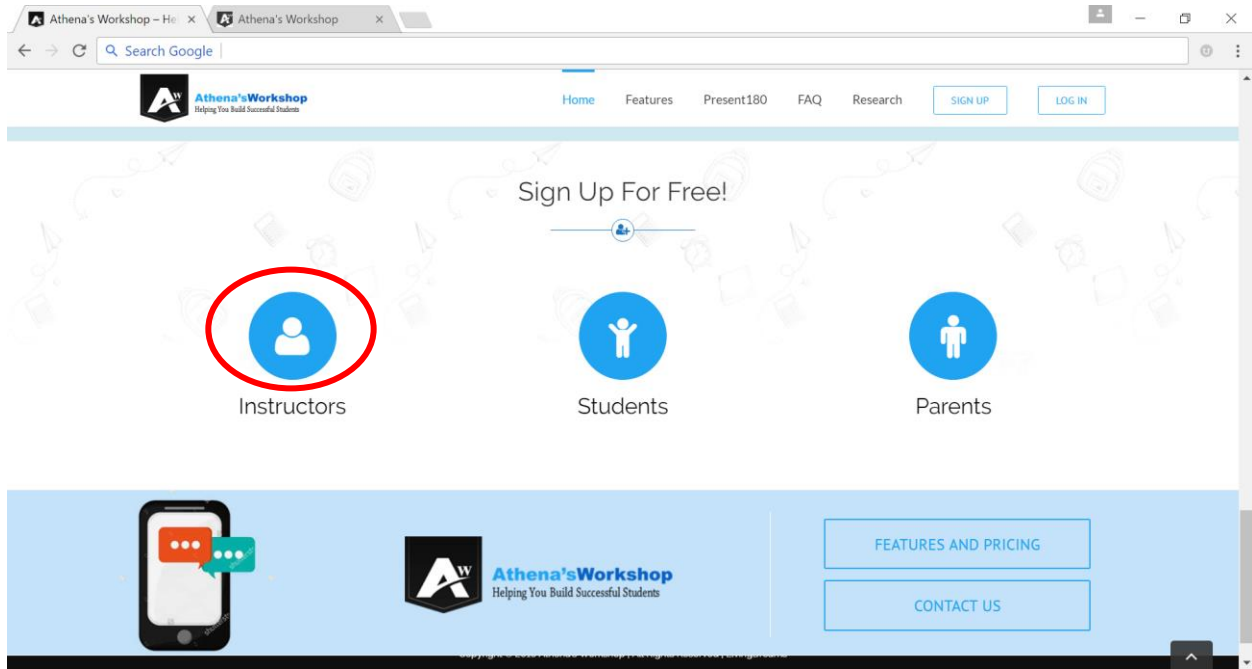 Athena's Workshop – He
Athena's Workshop
Search Google
AW
Athena'sWorkshop
Helping You Build Successful Students
Home Features Present180 FAQ Research SIGN UP LOG IN
Sign Up For Free!
Instructors Students Parents
FEATURES AND PRICING
AW
Athena'sWorkshop
Helping You Build Successful Students
CONTACT US